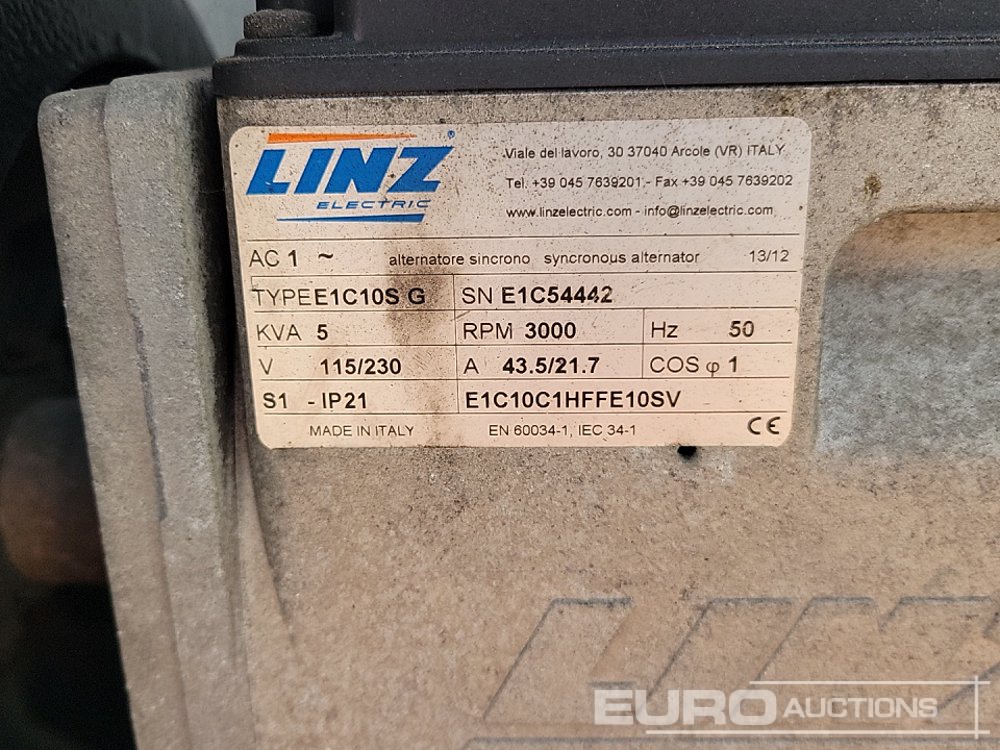 LINZ®
ELECTRIC
Viale del lavoro, 30 37040 Arcole (VR) ITALY
Tel. +39 045 7639201 - Fax +39 045 7639202
www.linzelectric.com - info@linzelectric.com
AC 1 ~ alternatore sincrono syncronous alternator 13/12
TYPE E1C10S G SN E1C54442
KVA 5 RPM 3000 Hz 50
V 115/230 A 43.5/21.7 COS φ 1
S1 - IP21 E1C10C1HFFE10SV
MADE IN ITALY EN 60034-1, IEC 34-1 CE
LINZ
EURO AUCTIONS